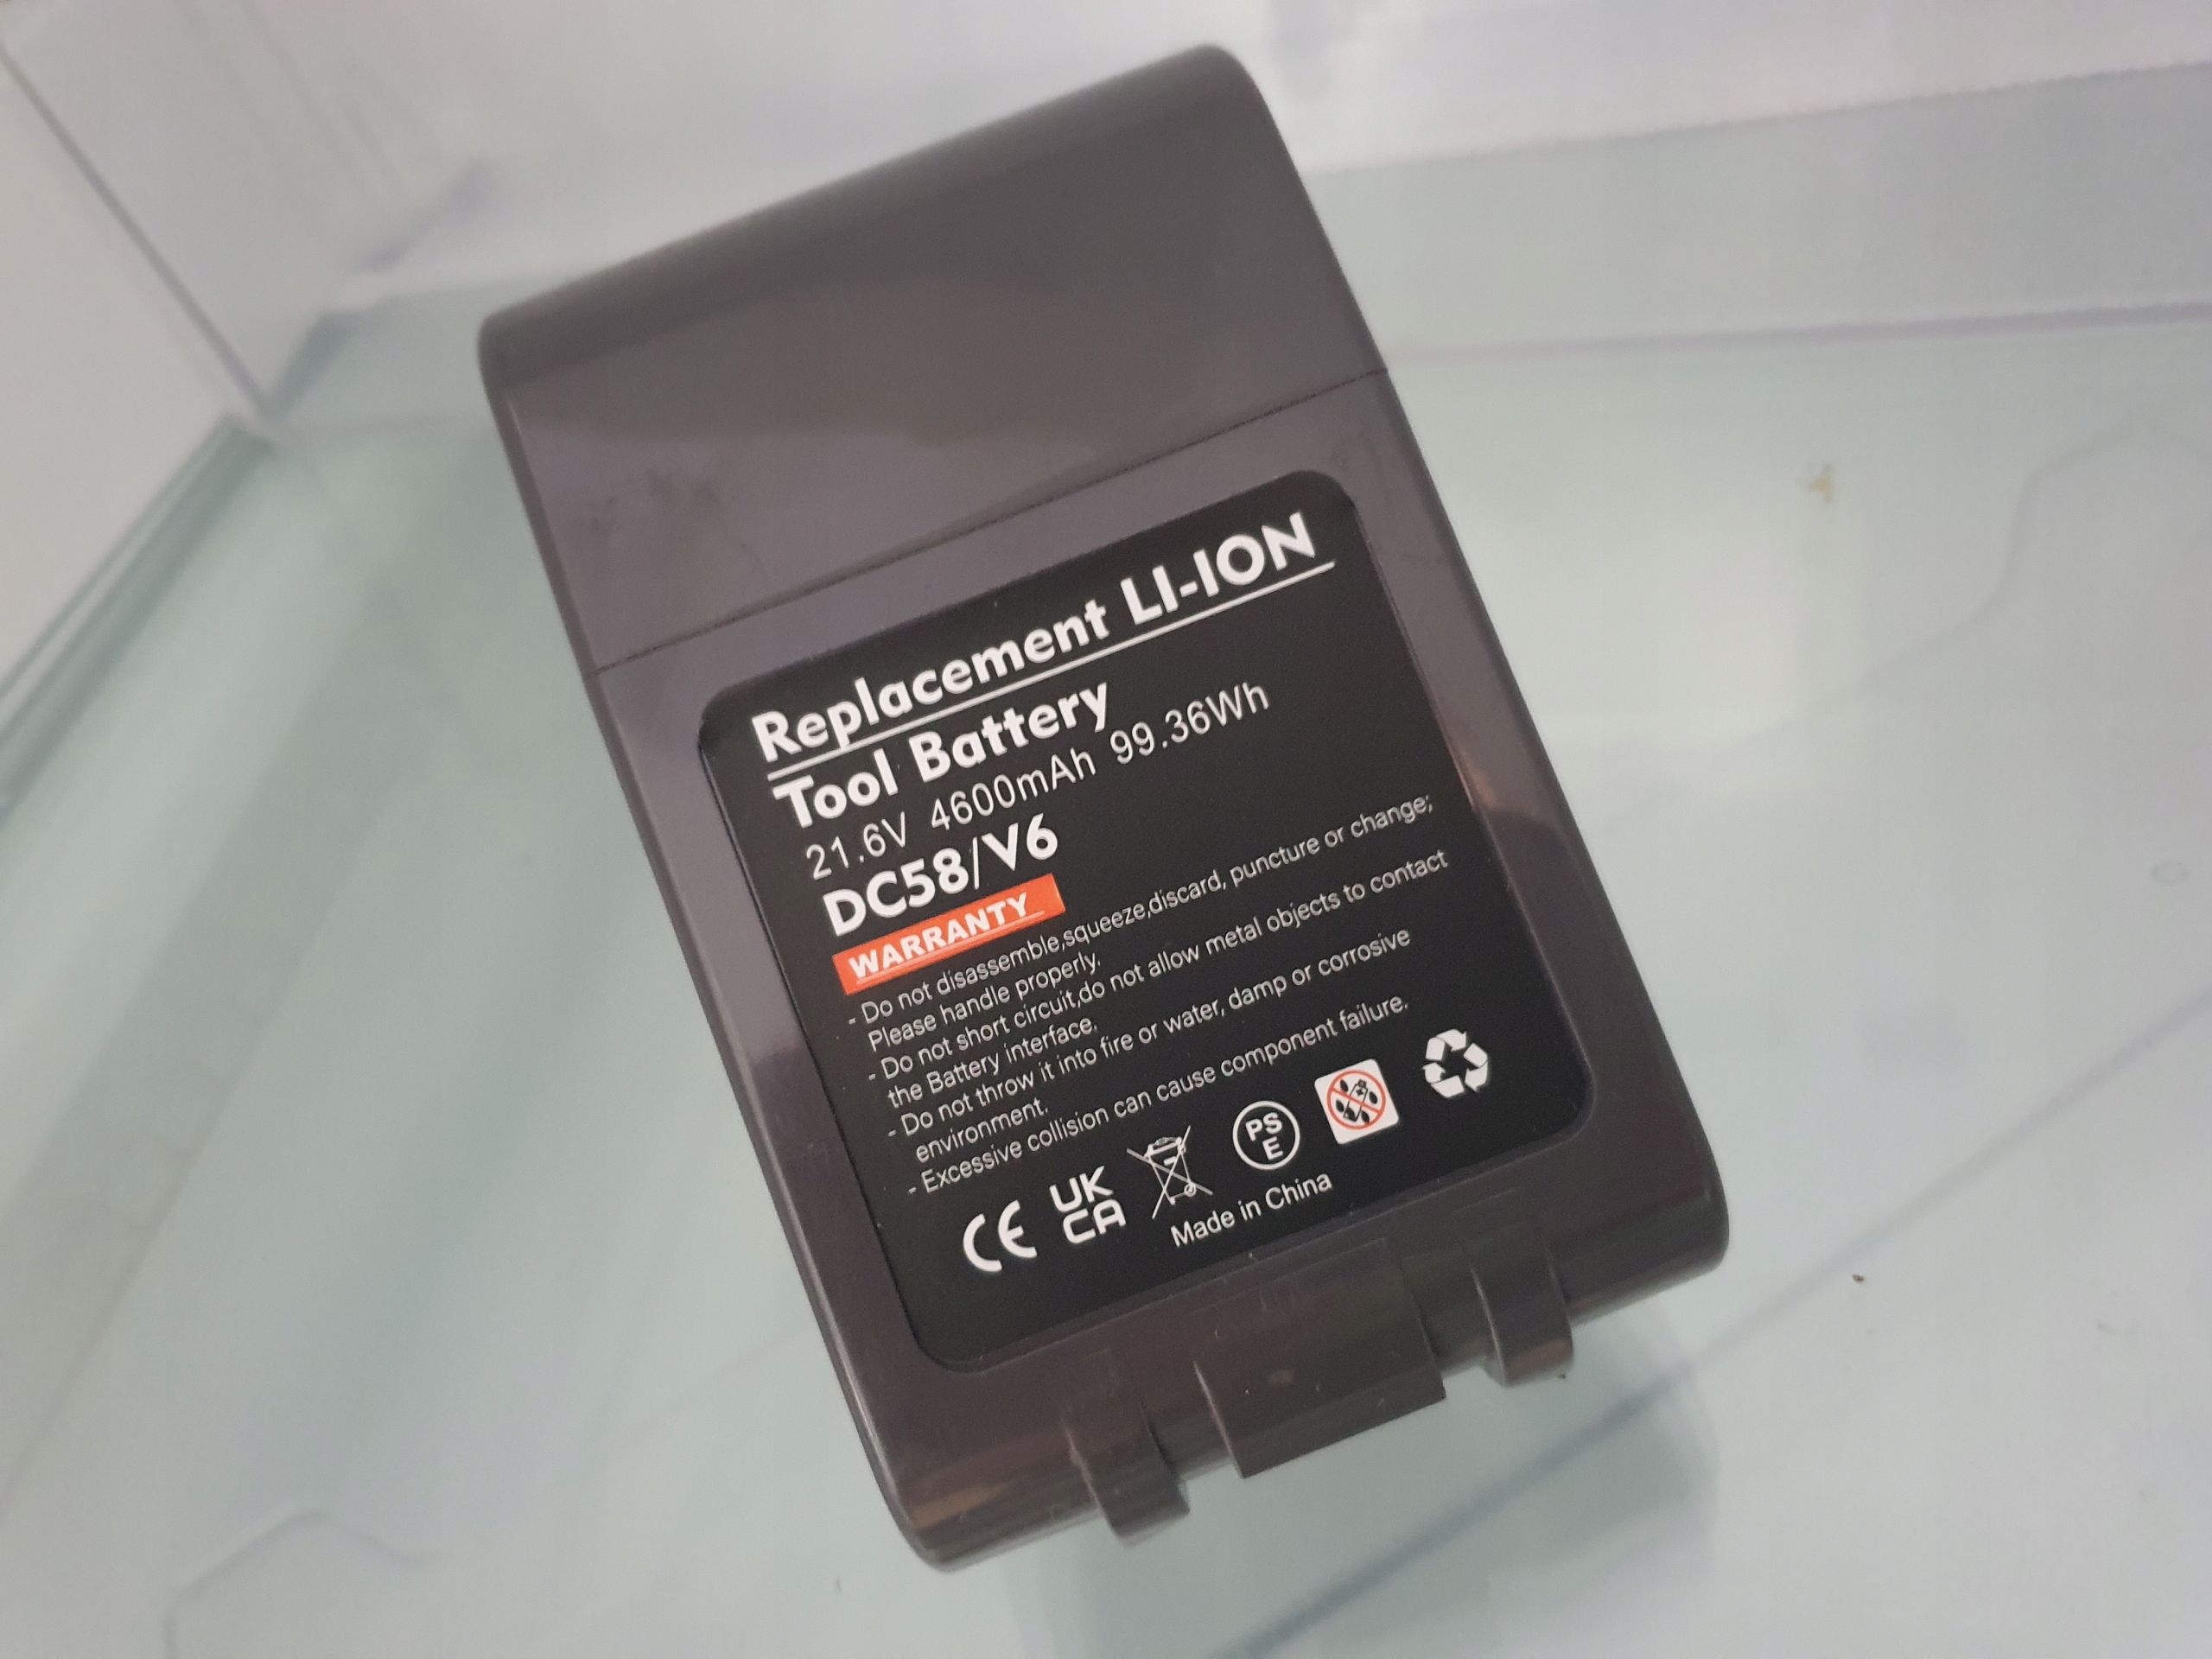 Replacement LI-ION
Tool Battery
21.6V 4600mAh 99.36Wh
DC58/V6
WARRANTY
- Do not disassemble,squeeze,discard, puncture or change;
Please handle properly.
- Do not short circuit,do not allow metal objects to contact
the Battery interface.
- Do not throw it into fire or water, damp or corrosive
environment.
- Excessive collision can cause component failure.
CE UK
CA PS
E
Made in China